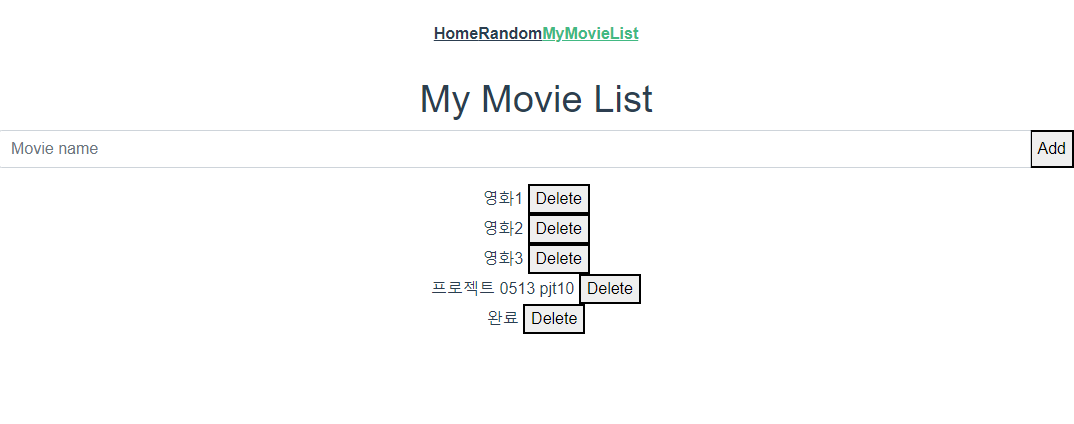 HomeRandomMyMovieList
My Movie List
Movie name Add
영화1 Delete
영화2 Delete
영화3 Delete
프로젝트 0513 pjt10 Delete
완료 Delete